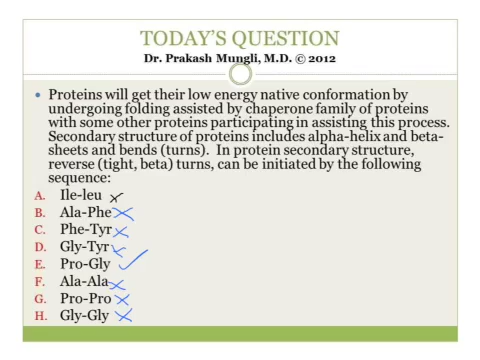 TODAY'S QUESTION
Dr. Prakash Mungli, M.D. © 2012
• Proteins will get their low energy native conformation by
undergoing folding assisted by chaperone family of proteins
with some other proteins participating in assisting this process.
Secondary structure of proteins includes alpha-helix and beta-
sheets and bends (turns). In protein secondary structure,
reverse (tight, beta) turns, can be initiated by the following
sequence:
A. Ile-leu
B. Ala-Phe
C. Phe-Tyr
D. Gly-Tyr
E. Pro-Gly
F. Ala-Ala
G. Pro-Pro
H. Gly-Gly